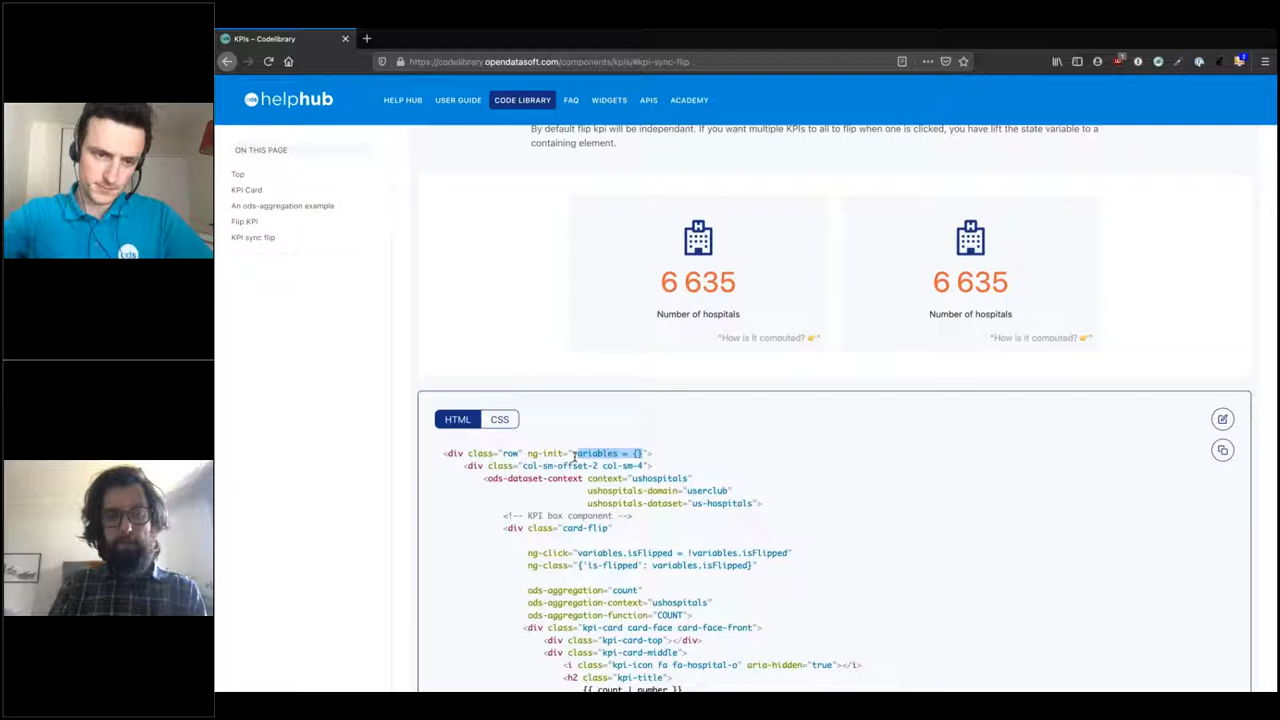 KPIs – Codelibrary
https://codelibrary.opendatasoft.com/components/kpis/#kpi-sync-flip
ods helphub
HELP HUB
USER GUIDE
CODE LIBRARY
FAQ
WIDGETS
APIS
ACADEMY
ON THIS PAGE
Top
KPI Card
An ods-aggregation example
Flip KPI
KPI sync flip
By default flip kpi will be independant. If you want multiple KPIs to all to flip when one is clicked, you have lift the state variable to a
containing element.
6 635
6 635
Number of hospitals
Number of hospitals
"How is it computed? 👉"
"How is it computed? 👉"
HTML
CSS
<div class="row" ng-init="variables = {}">
<div class="col-sm-offset-2 col-sm-4">
<ods-dataset-context context="ushospitals"
ushospitals-domain="userclub"
ushospitals-dataset="us-hospitals">
<!-- KPI box component -->
<div class="card-flip"
ng-click="variables.isFlipped = !variables.isFlipped"
ng-class="{'is-flipped': variables.isFlipped}"
ods-aggregation="count"
ods-aggregation-context="ushospitals"
ods-aggregation-function="COUNT">
<div class="kpi-card card-face card-face-front">
<div class="kpi-card-top"></div>
<div class="kpi-card-middle">
<i class="kpi-icon fa fa-hospital-o" aria-hidden="true"></i>
<h2 class="kpi-title">
{{ count | number }}